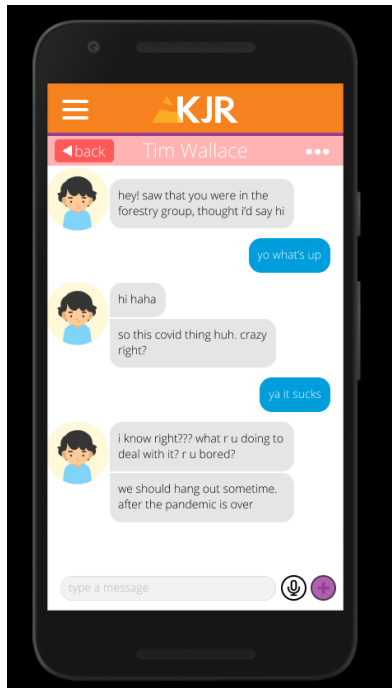 KJR
◀back Tim Wallace •••
hey! saw that you were in the
forestry group, thought i'd say hi
yo what's up
hi haha
so this covid thing huh. crazy
right?
ya it sucks
i know right??? what r u doing to
deal with it? r u bored?
we should hang out sometime.
after the pandemic is over
type a message